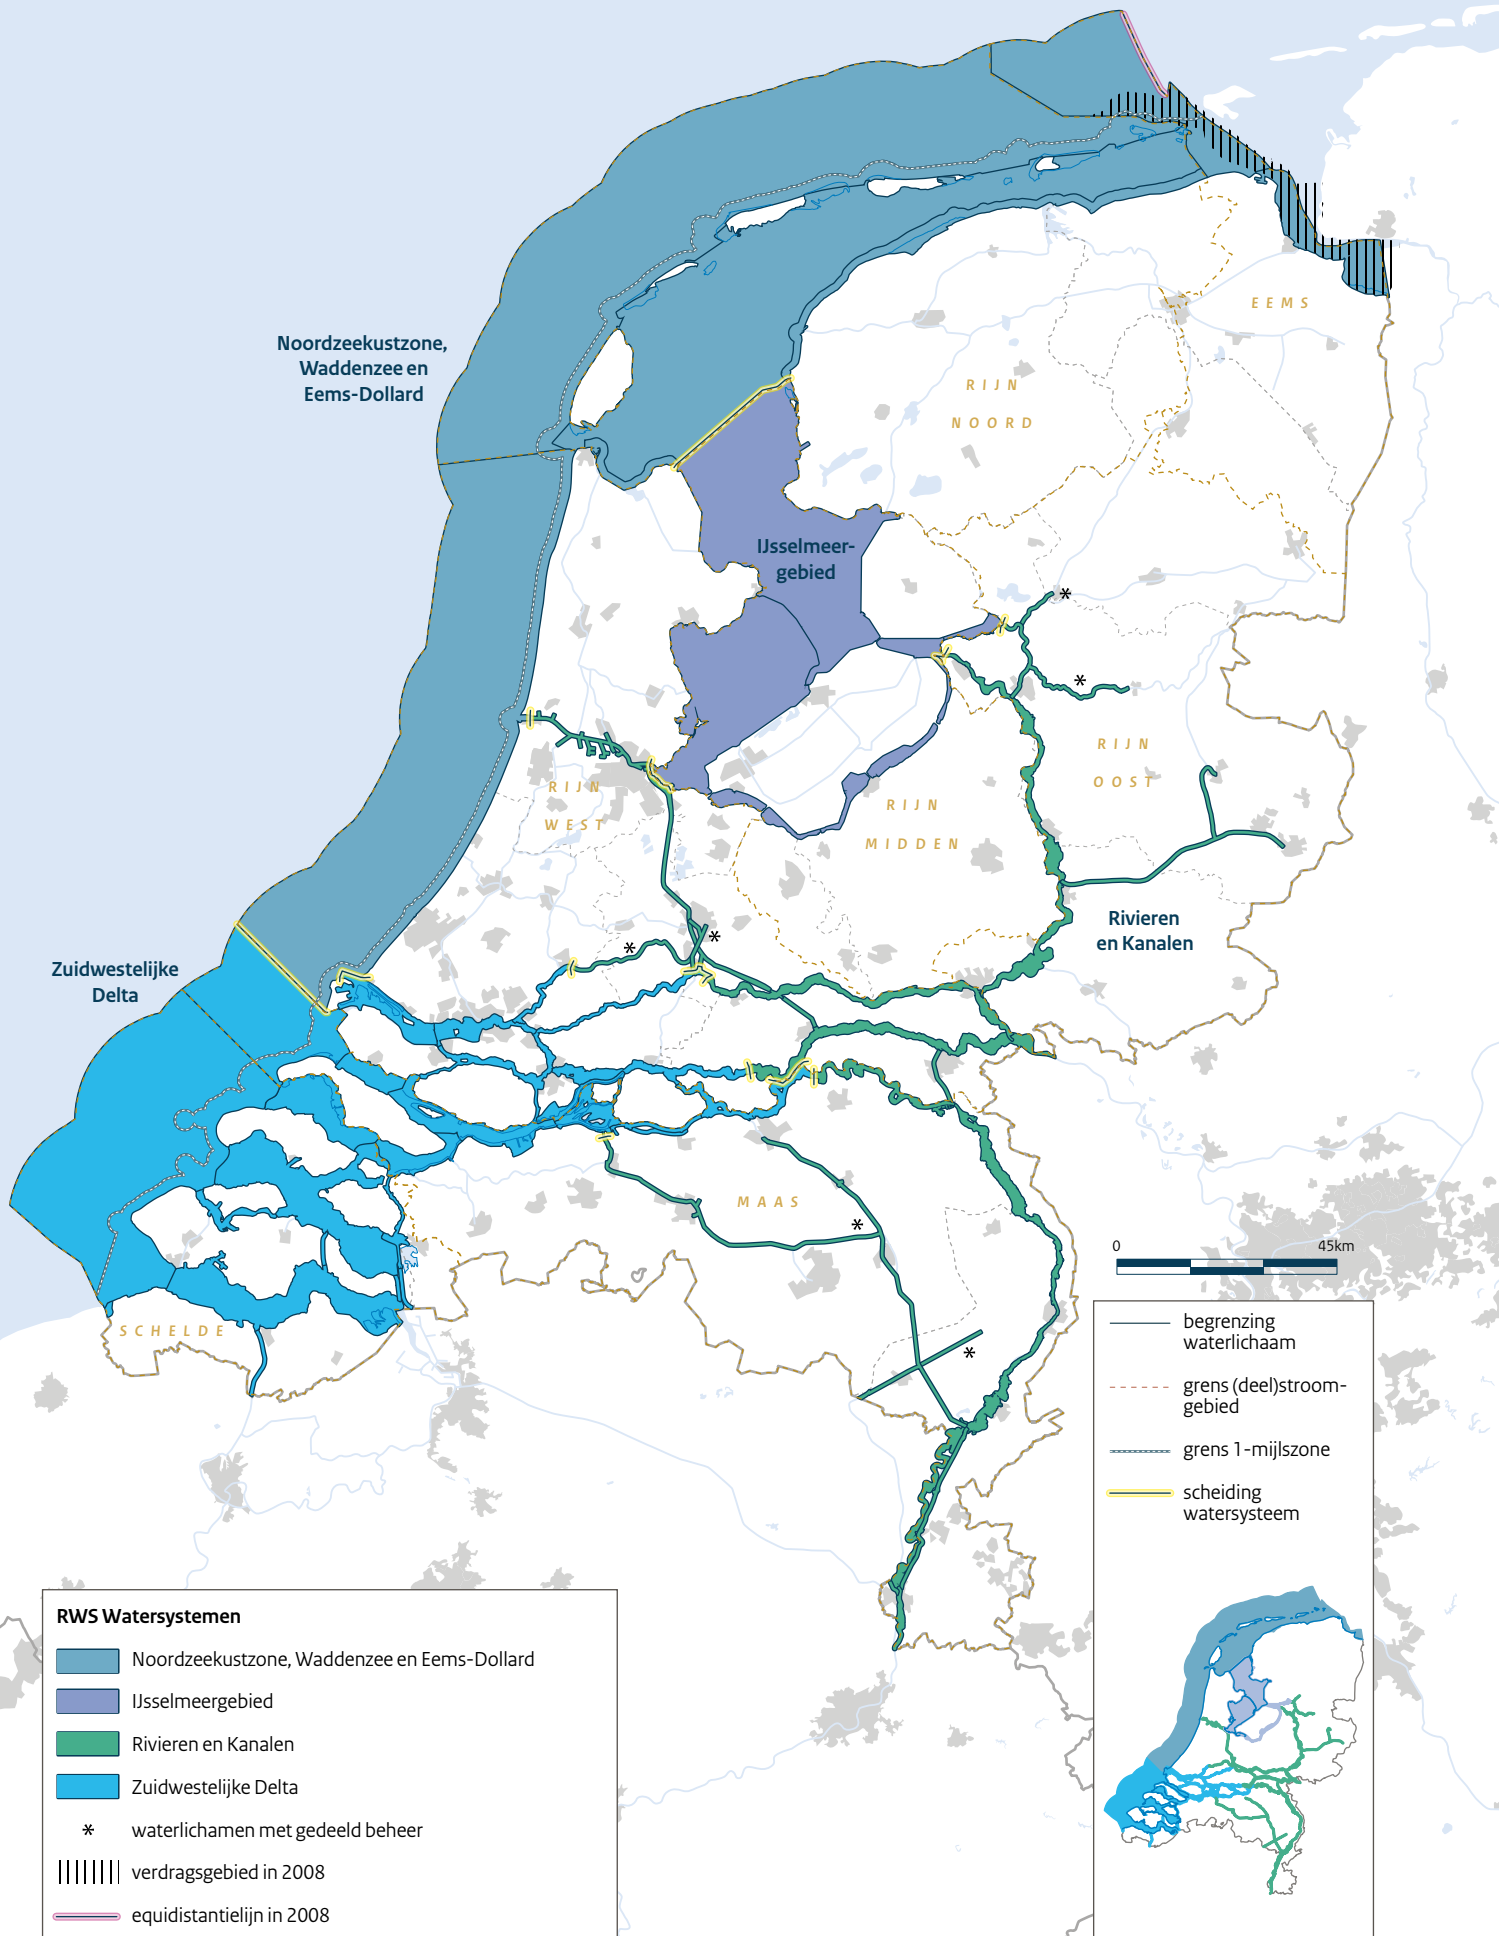 Noordzeekustzone,
Waddenzee en
Eems-Dollard
EEMS
RIJN
NOORD
IJsselmeer-
gebied
RIJN
OOST
RIJN
WEST
RIJN
MIDDEN
*
*
*
*
Rivieren
en Kanalen
Zuidwestelijke
Delta
MAAS
*
*
SCHELDE
0 45km
begrenzing
waterlichaam
grens (deel)stroom-
gebied
grens 1-mijlszone
scheiding
watersysteem
RWS Watersystemen
Noordzeekustzone, Waddenzee en Eems-Dollard
IJsselmeergebied
Rivieren en Kanalen
Zuidwestelijke Delta
* waterlichamen met gedeeld beheer
verdragsgebied in 2008
equidistantielijn in 2008